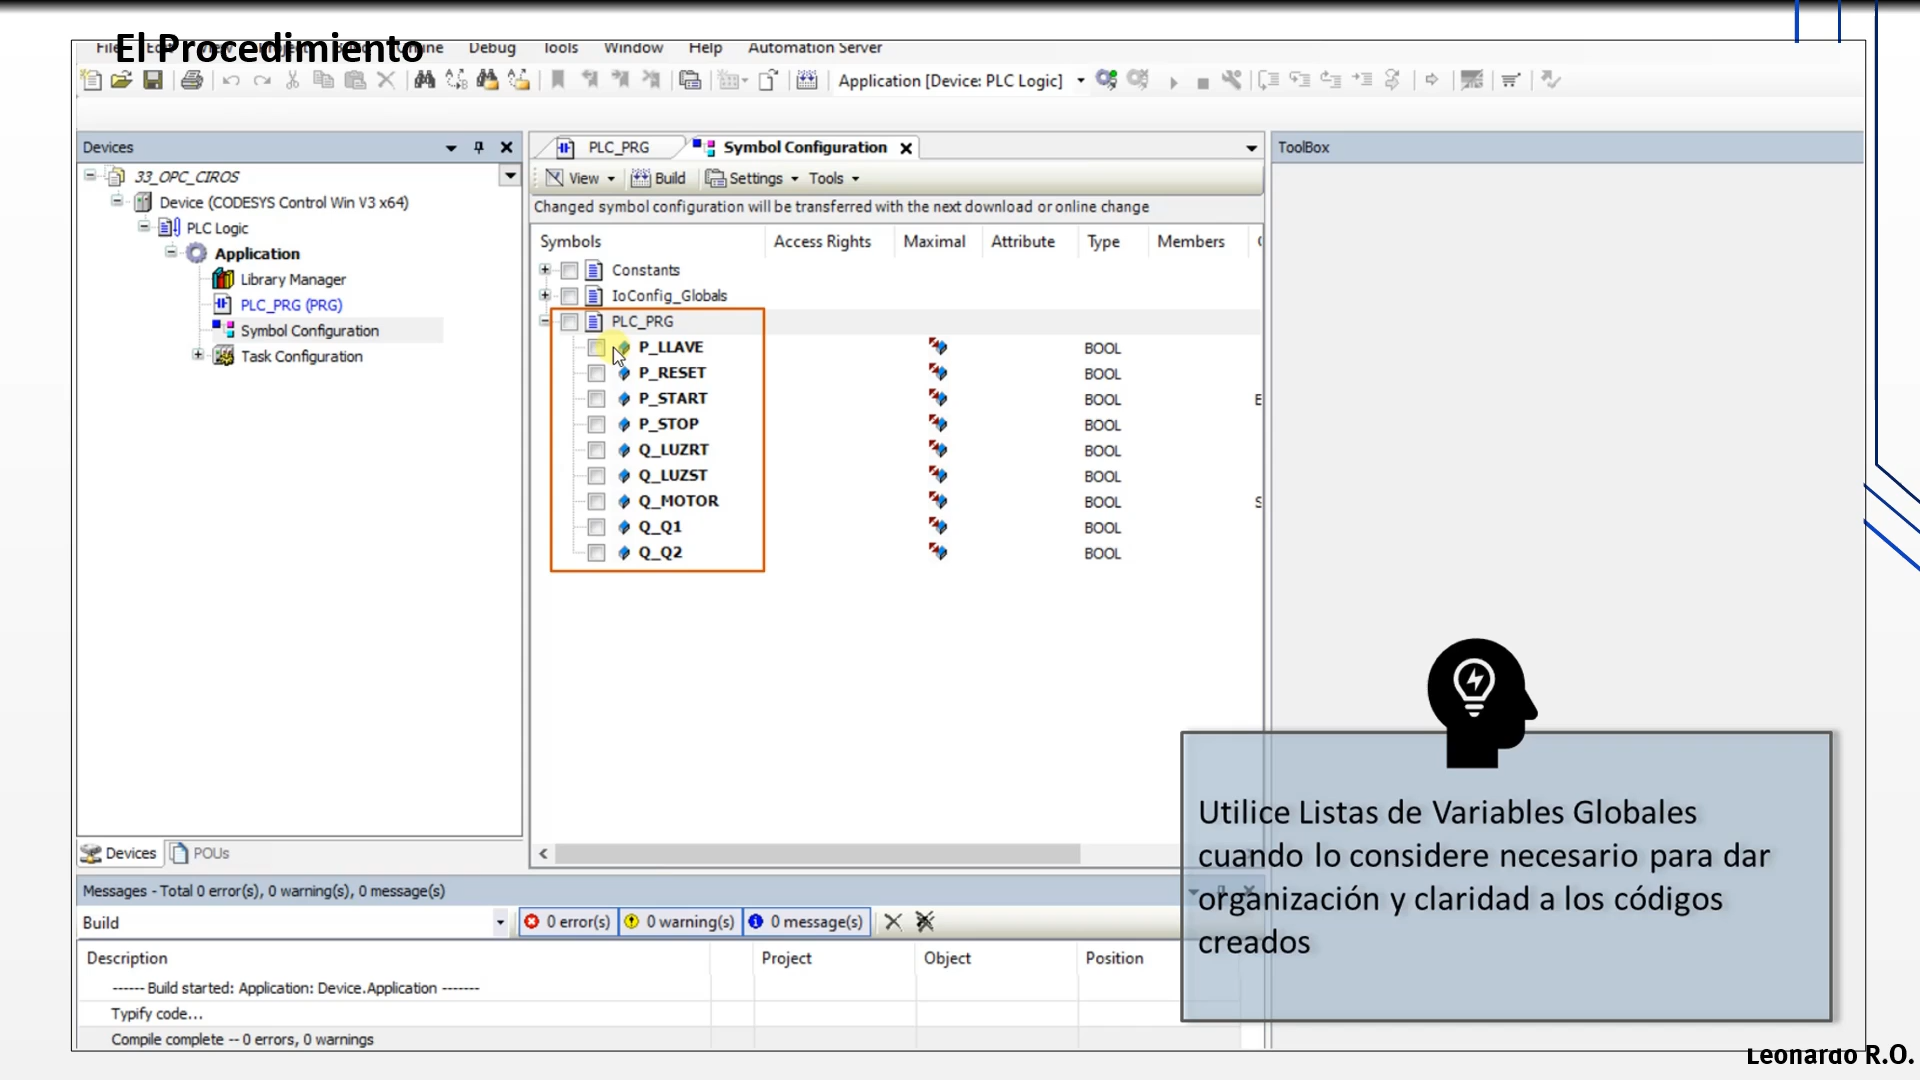 El Procedimiento
Debug Tools Window Help Automation Server
Application [Device: PLC Logic]
Devices
PLC_PRG Symbol Configuration
ToolBox
33_OPC_CIROS
Device (CODESYS Control Win V3 x64)
PLC Logic
Application
Library Manager
PLC_PRG (PRG)
Symbol Configuration
Task Configuration
View Build Settings Tools
Changed symbol configuration will be transferred with the next download or online change
Symbols Access Rights Maximal Attribute Type Members
Constants
IoConfig_Globals
PLC_PRG
P_LLAVE BOOL
P_RESET BOOL
P_START BOOL
P_STOP BOOL
Q_LUZRT BOOL
Q_LUZST BOOL
Q_MOTOR BOOL
Q_Q1 BOOL
Q_Q2 BOOL
Devices POUs
Messages - Total 0 error(s), 0 warning(s), 0 message(s)
Build 0 error(s) 0 warning(s) 0 message(s)
Description Project Object Position
------ Build started: Application: Device.Application -------
Typify code...
Compile complete -- 0 errors, 0 warnings
Utilice Listas de Variables Globales
cuando lo considere necesario para dar
organización y claridad a los códigos
creados
Leonardo R.O.